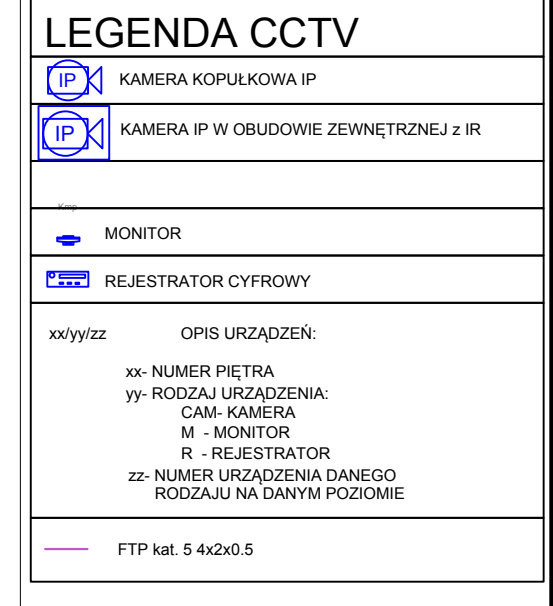 LEGENDA CCTV
IP KAMERA KOPUŁKOWA IP
IP KAMERA IP W OBUDOWIE ZEWNĘTRZNEJ z IR
Kmp
MONITOR
REJESTRATOR CYFROWY
xx/yy/zz OPIS URZĄDZEŃ:
xx- NUMER PIĘTRA
yy- RODZAJ URZĄDZENIA:
CAM- KAMERA
M - MONITOR
R - REJESTRATOR
zz- NUMER URZĄDZENIA DANEGO
RODZAJU NA DANYM POZIOMIE
FTP kat. 5 4x2x0.5